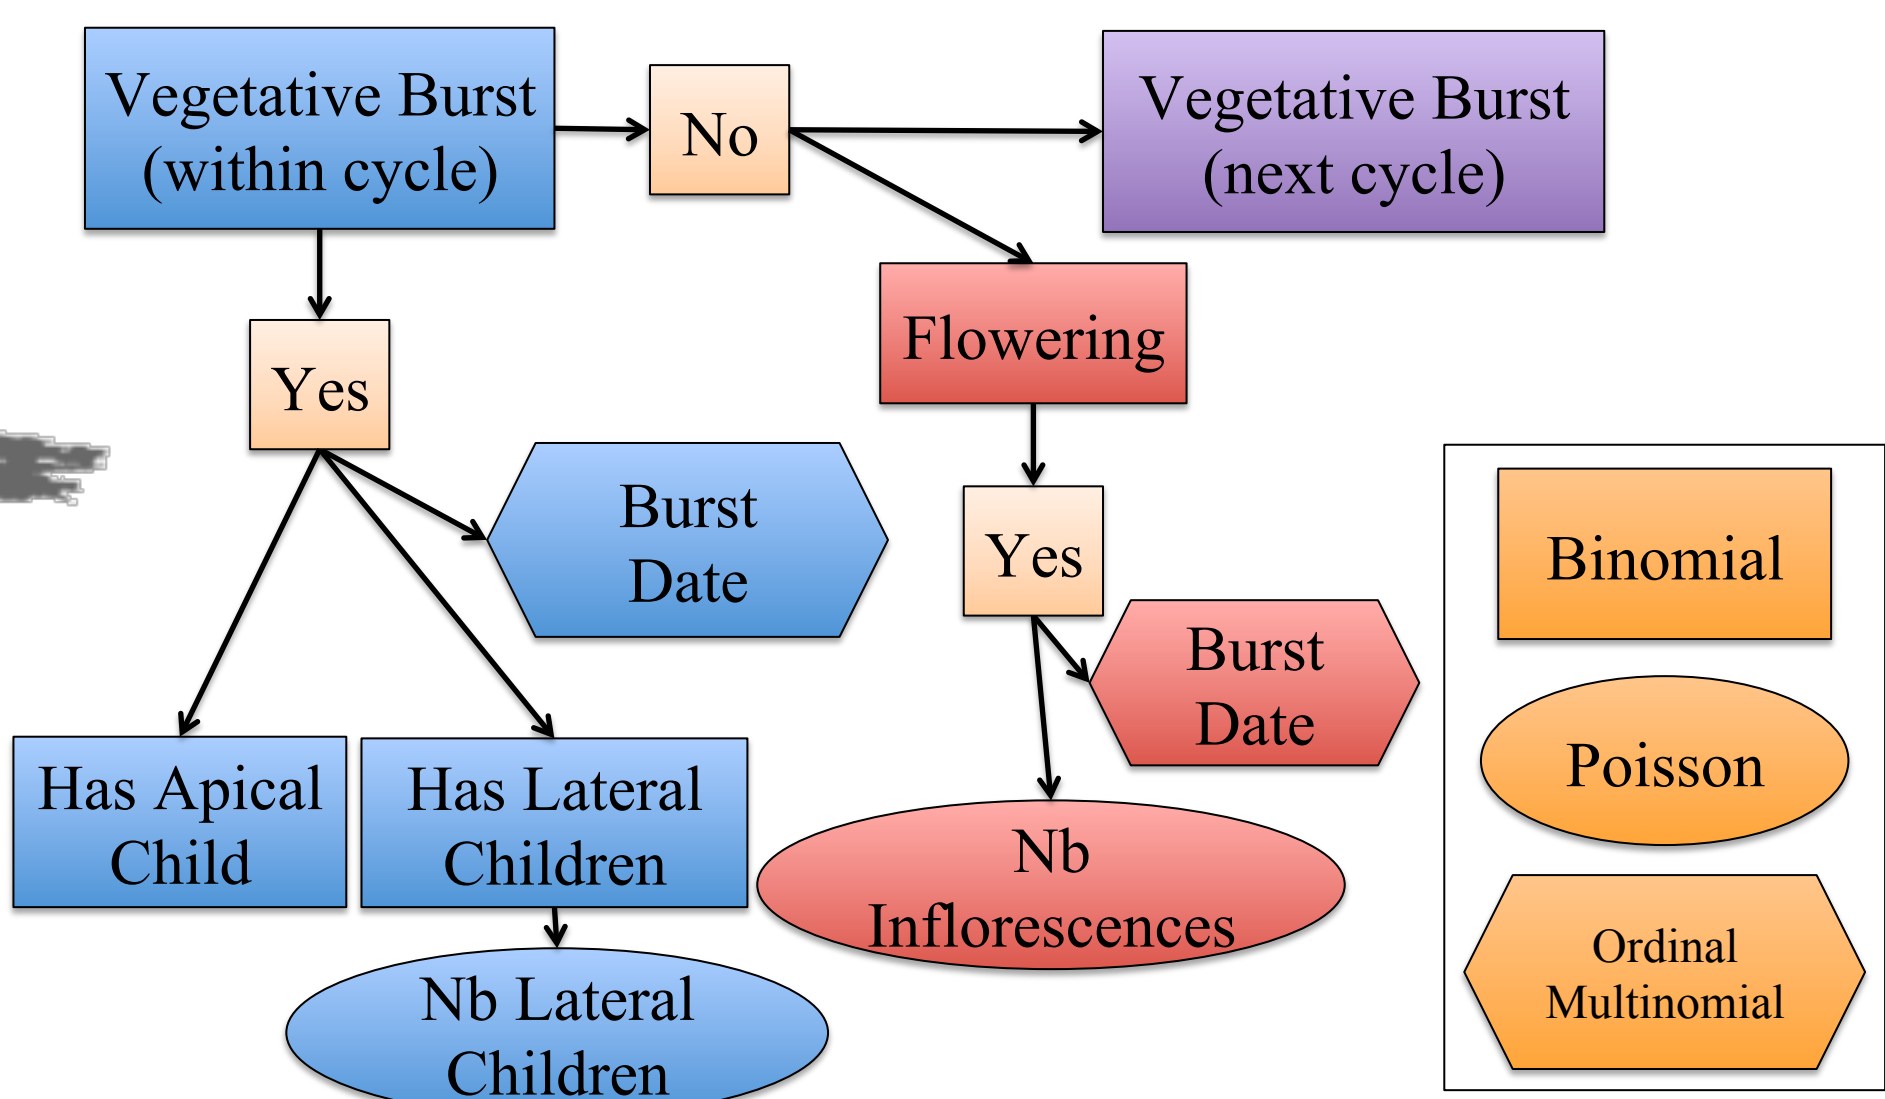 Vegetative Burst
(within cycle)
No
Vegetative Burst
(next cycle)
Flowering
Yes
Burst
Date
Yes
Burst
Date
Has Apical
Child
Has Lateral
Children
Nb
Inflorescences
Nb Lateral
Children
Binomial
Poisson
Ordinal
Multinomial